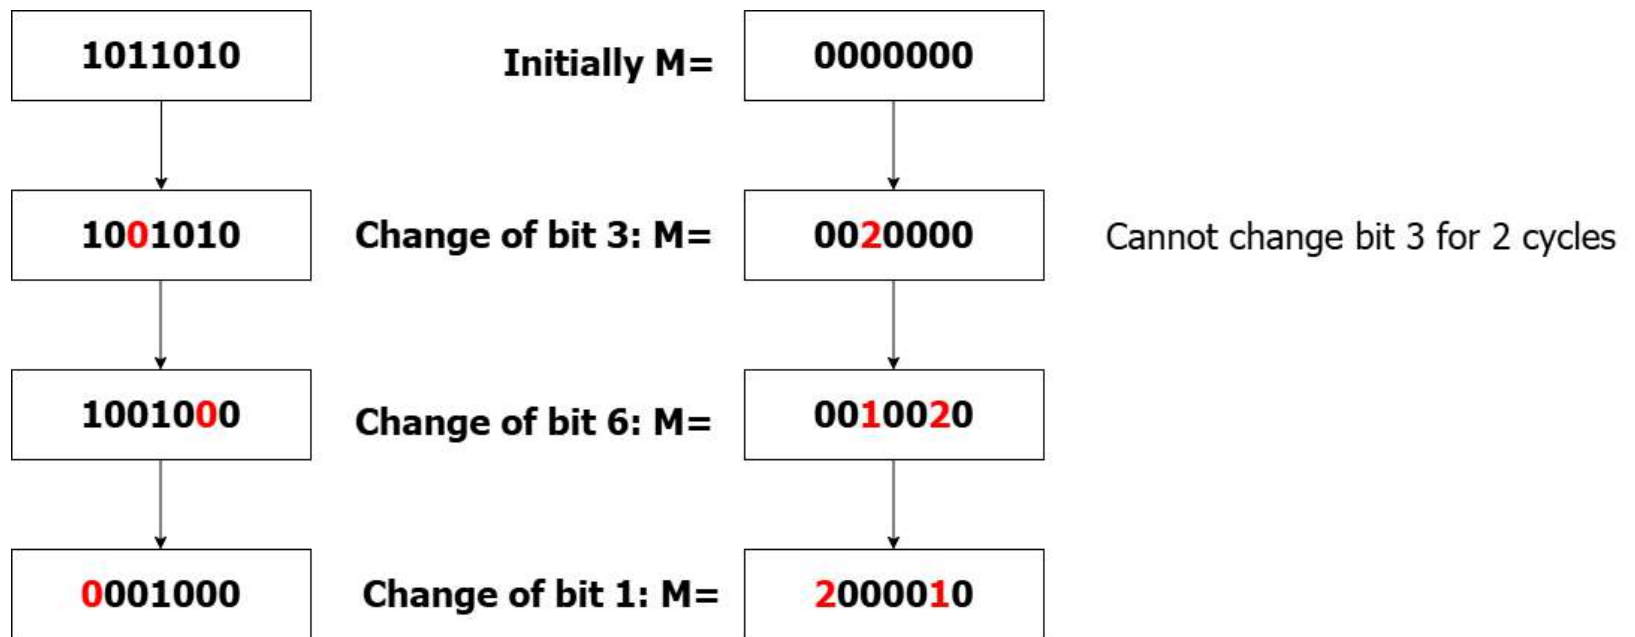 1011010
Initially M=
0000000
1001010
Change of bit 3: M=
0020000
Cannot change bit 3 for 2 cycles
1001000
Change of bit 6: M=
0010020
0001000
Change of bit 1: M=
2000010